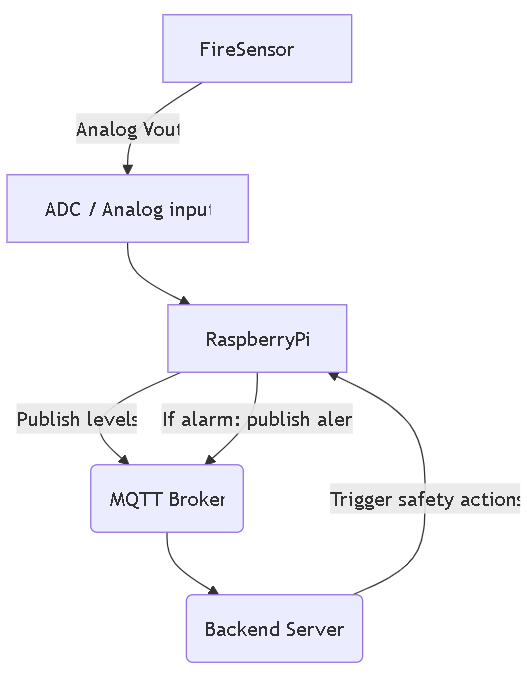 FireSensor
Analog Vout
ADC / Analog input
RaspberryPi
Publish levels
If alarm: publish aler
Trigger safety actions
MQTT Broker
Backend Server